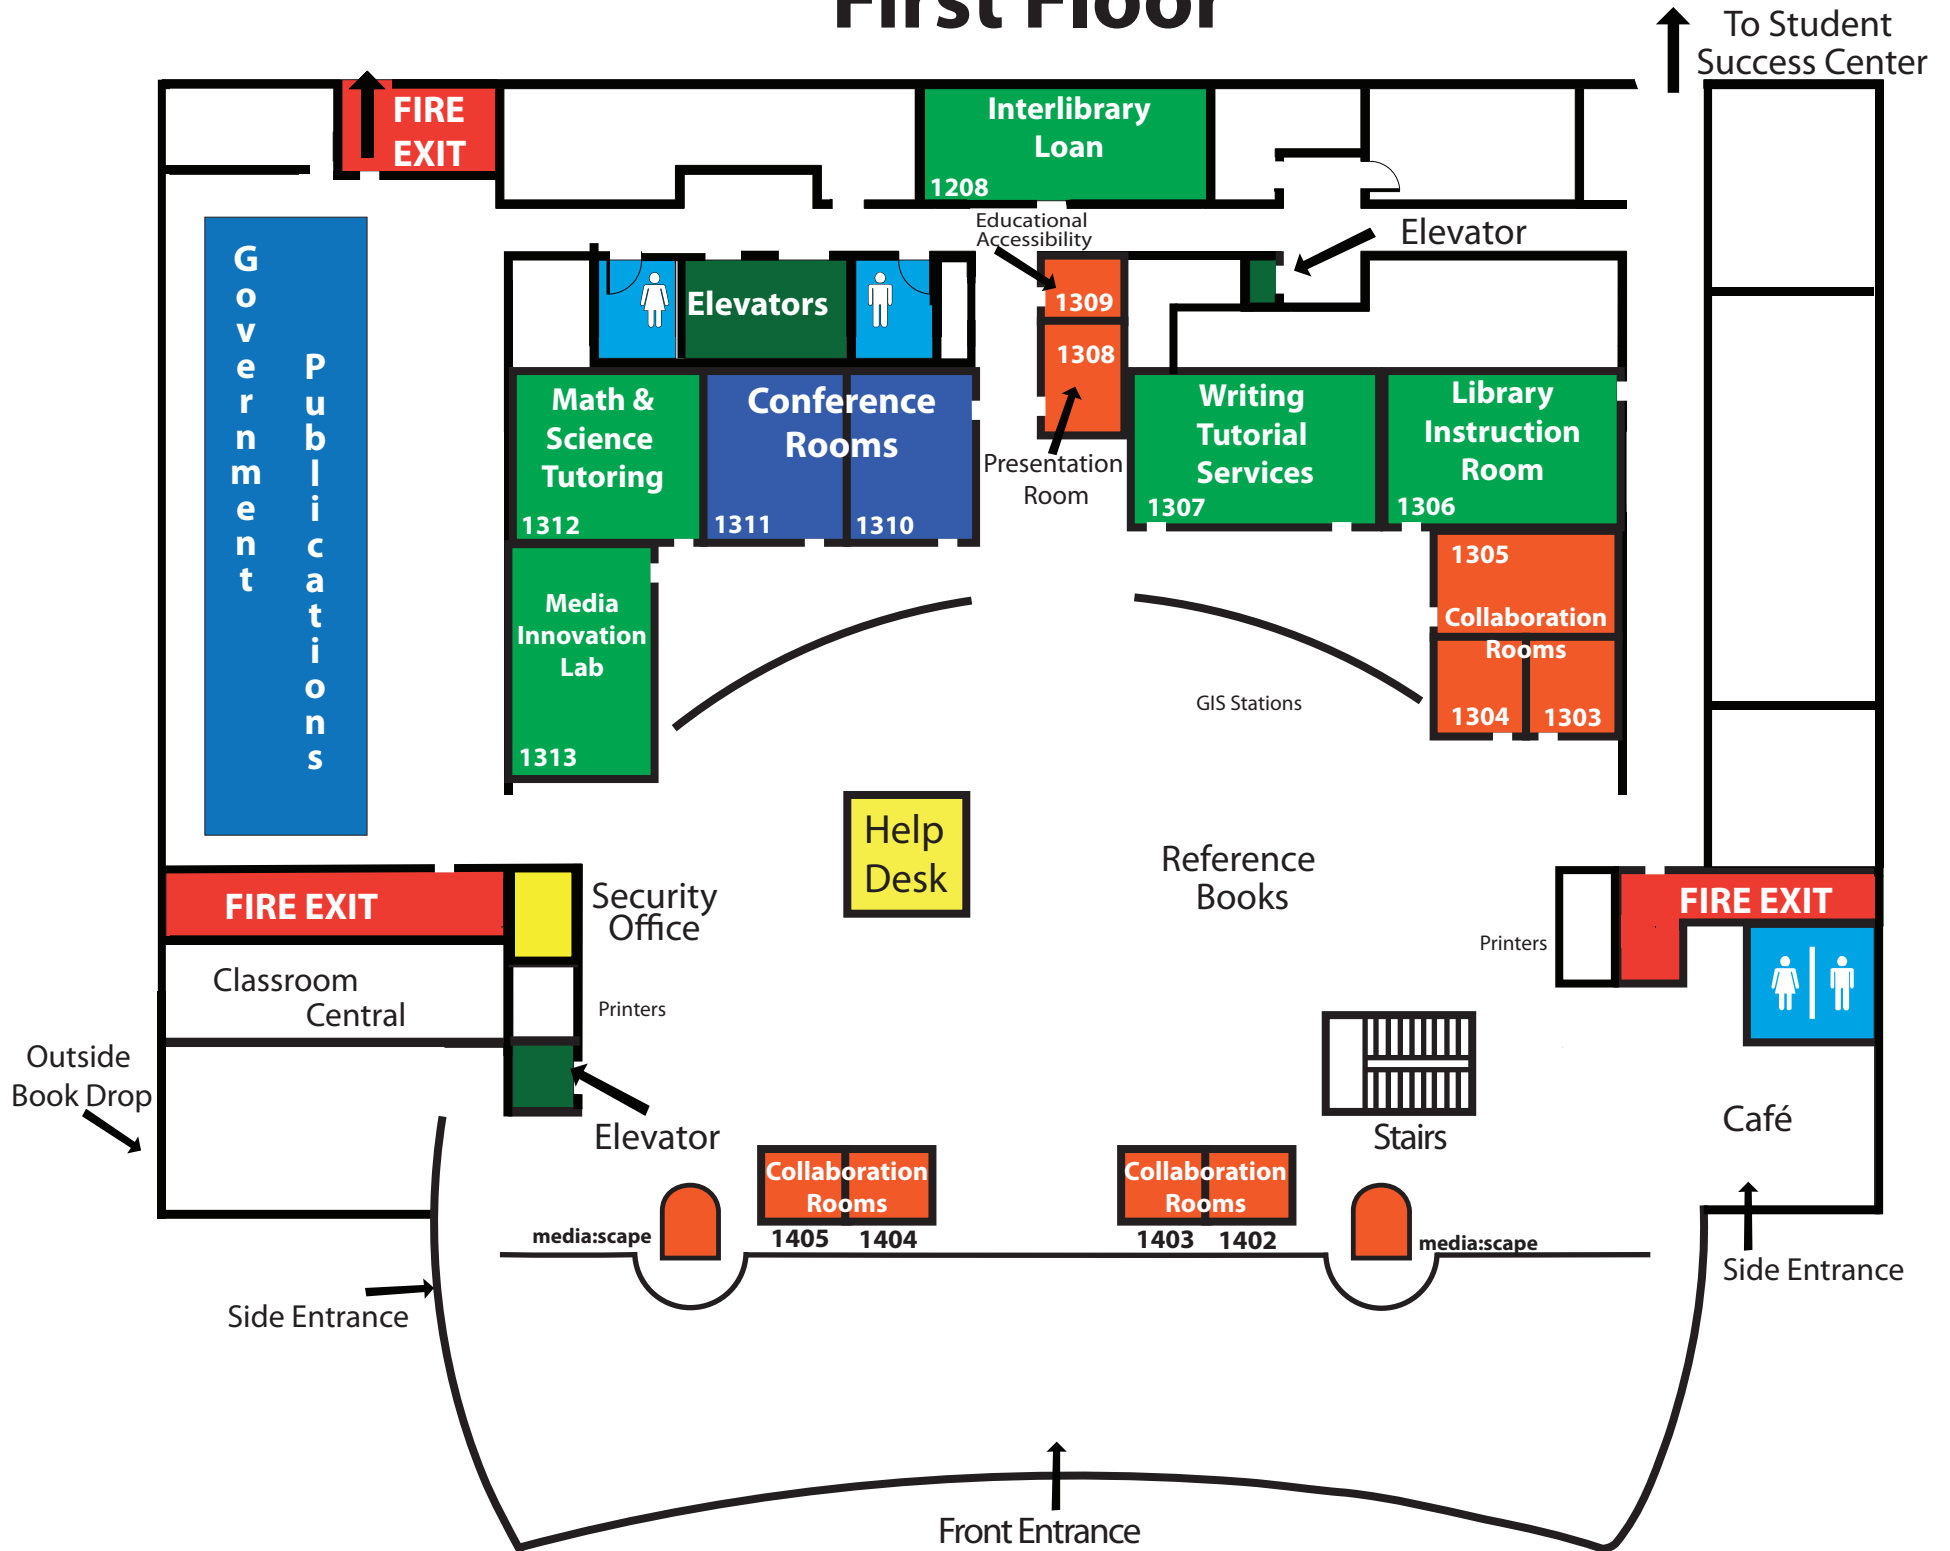 First Floor
To Student
Success Center
FIRE
EXIT
Interlibrary
Loan
1208
Educational
Accessibility
Elevator
Government
Publications
Elevators
1309
1308
Presentation
Room
Math &
Science
Tutoring
1312
Conference
Rooms
1311
1310
Writing
Tutorial
Services
1307
Library
Instruction
Room
1306
1305
Collaboration
Rooms
1304
1303
Media
Innovation
Lab
1313
GIS Stations
Help
Desk
Reference
Books
FIRE EXIT
Security
Office
FIRE EXIT
Printers
Classroom
Central
Printers
Outside
Book Drop
Elevator
Stairs
Café
Collaboration
Rooms
1405
1404
Collaboration
Rooms
1403
1402
media:scape
media:scape
Side Entrance
Side Entrance
Front Entrance